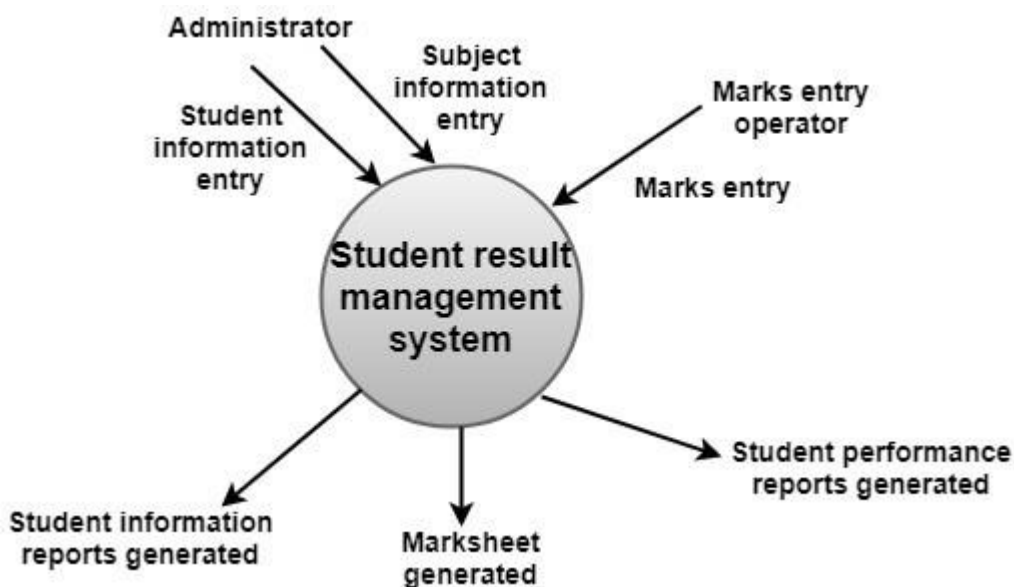 Administrator
Subject
information
entry
Student
information
entry
Marks entry
operator
Marks entry
Student result
management
system
Student information
reports generated
Marksheet
generated
Student performance
reports generated